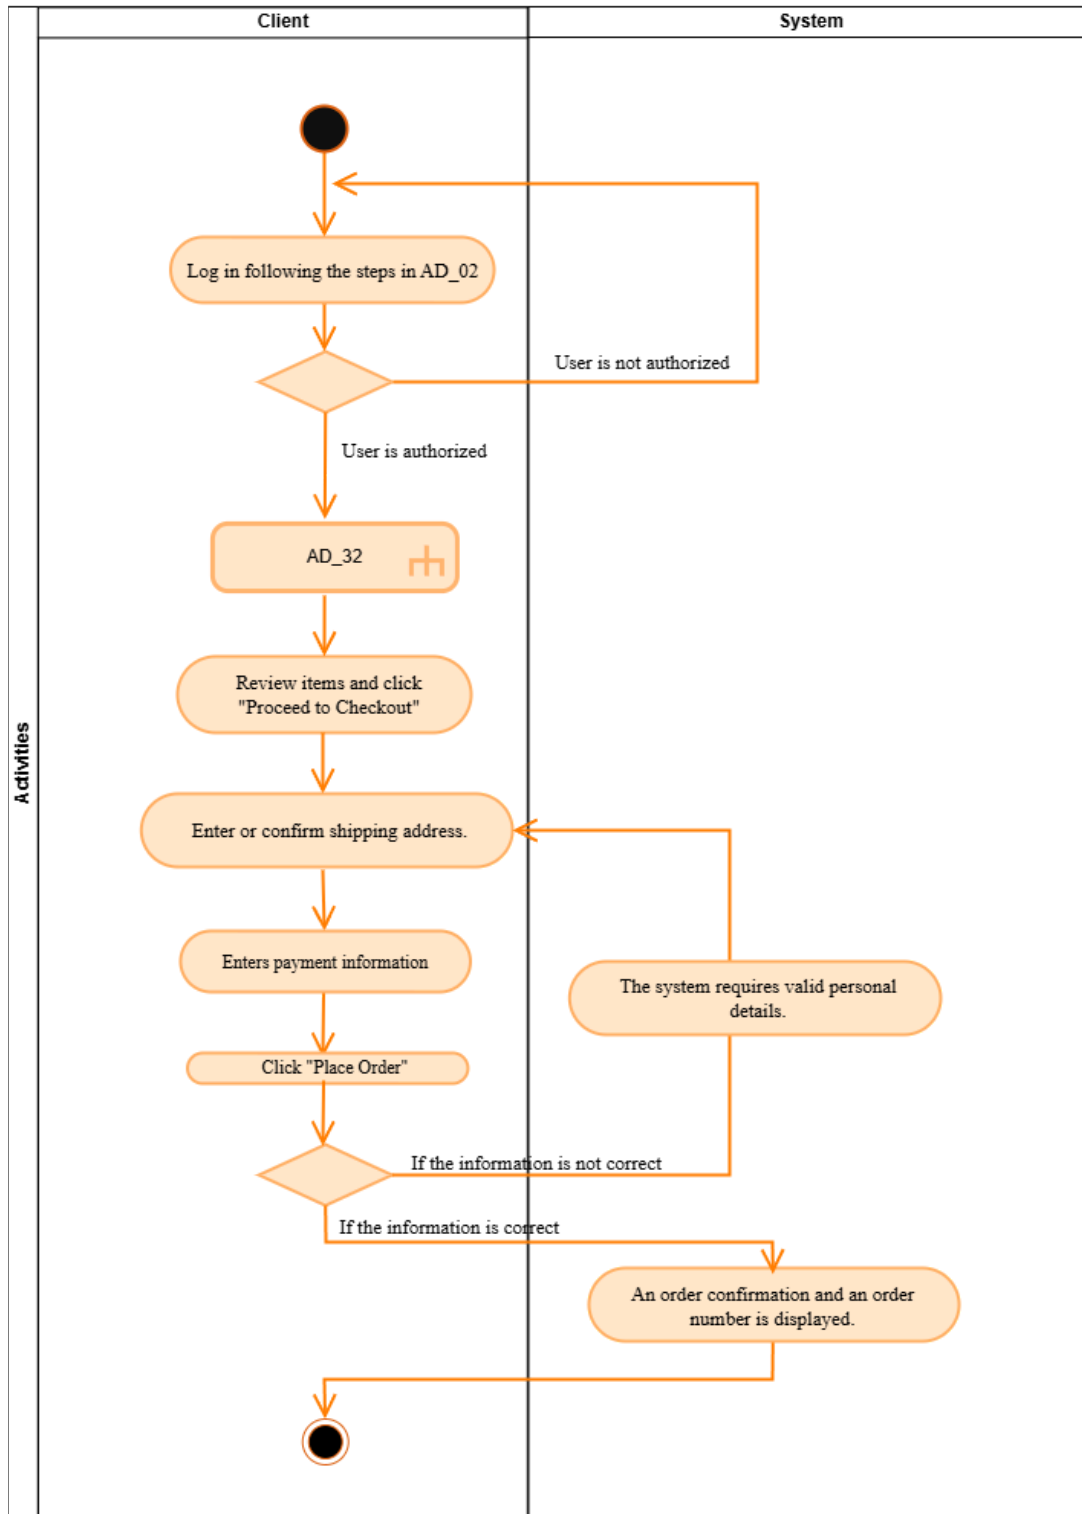 Client
System
Log in following the steps in AD_02
User is not authorized
User is authorized
AD_32
Review items and click
"Proceed to Checkout"
Activities
Enter or confirm shipping address.
Enters payment information
The system requires valid personal
details.
Click "Place Order"
If the information is not correct
If the information is correct
An order confirmation and an order
number is displayed.